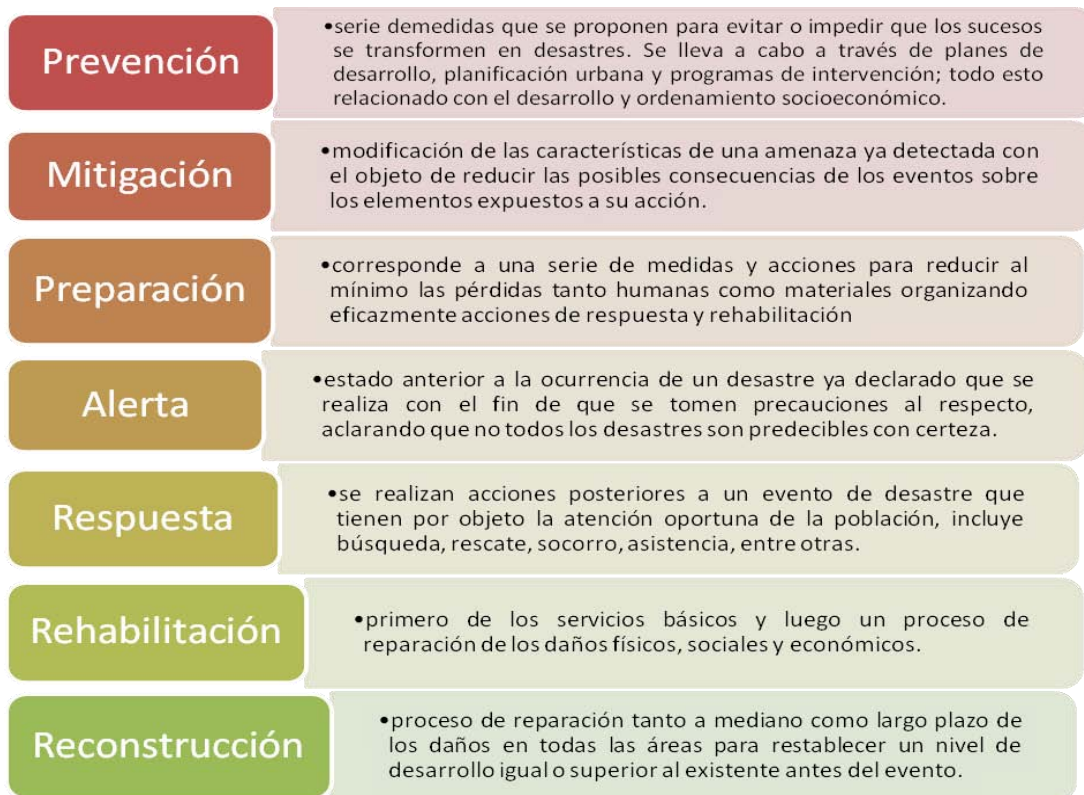 Prevención
•serie demedidas que se proponen para evitar o impedir que los sucesos
se transformen en desastres. Se lleva a cabo a través de planes de
desarrollo, planificación urbana y programas de intervención; todo esto
relacionado con el desarrollo y ordenamiento socioeconómico.
Mitigación
•modificación de las características de una amenaza ya detectada con
el objeto de reducir las posibles consecuencias de los eventos sobre
los elementos expuestos a su acción.
Preparación
•corresponde a una serie de medidas y acciones para reducir al
mínimo las pérdidas tanto humanas como materiales organizando
eficazmente acciones de respuesta y rehabilitación
Alerta
•estado anterior a la ocurrencia de un desastre ya declarado que se
realiza con el fin de que se tomen precauciones al respecto,
aclarando que no todos los desastres son predecibles con certeza.
Respuesta
•se realizan acciones posteriores a un evento de desastre que
tienen por objeto la atención oportuna de la población, incluye
búsqueda, rescate, socorro, asistencia, entre otras.
Rehabilitación
•primero de los servicios básicos y luego un proceso de
reparación de los daños físicos, sociales y económicos.
Reconstrucción
•proceso de reparación tanto a mediano como largo plazo de
los daños en todas las áreas para restablecer un nivel de
desarrollo igual o superior al existente antes del evento.